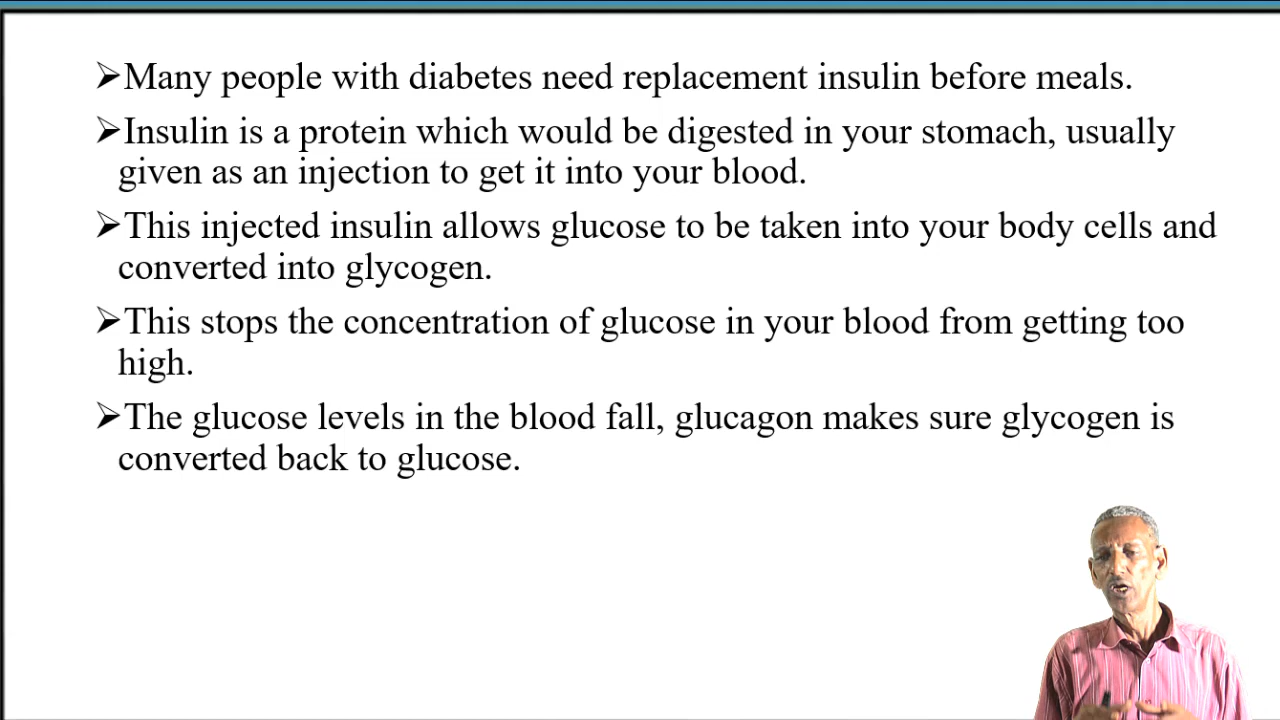 ➢Many people with diabetes need replacement insulin before meals.
➢Insulin is a protein which would be digested in your stomach, usually
given as an injection to get it into your blood.
➢This injected insulin allows glucose to be taken into your body cells and
converted into glycogen.
➢This stops the concentration of glucose in your blood from getting too
high.
➢The glucose levels in the blood fall, glucagon makes sure glycogen is
converted back to glucose.